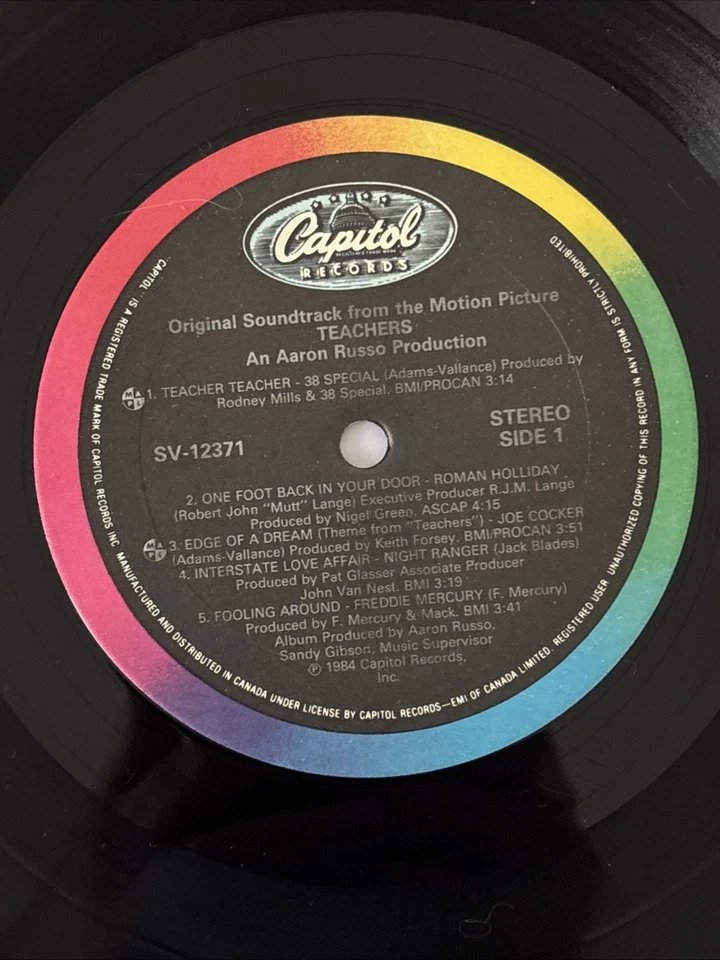 Capitol
REGISTERED TRADE MARK
RECORDS
Original Soundtrack from the Motion Picture
TEACHERS
An Aaron Russo Production
MAPL 1. TEACHER TEACHER - 38 SPECIAL (Adams-Vallance) Produced by
Rodney Mills & 38 Special. BMI/PROCAN 3:14
SV-12371
STEREO
SIDE 1
2. ONE FOOT BACK IN YOUR DOOR - ROMAN HOLLIDAY
(Robert John "Mutt" Lange) Executive Producer R.J.M. Lange
Produced by Nigel Green. ASCAP 4:15
MAPL 3. EDGE OF A DREAM (Theme from "Teachers") - JOE COCKER
(Adams-Vallance) Produced by Keith Forsey. BMI/PROCAN 3:51
4. INTERSTATE LOVE AFFAIR - NIGHT RANGER (Jack Blades)
Produced by Pat Glasser Associate Producer
John Van Nest. BMI 3:19
5. FOOLING AROUND - FREDDIE MERCURY (F. Mercury)
Produced by F. Mercury & Mack. BMI 3:41
Album Produced by Aaron Russo,
Sandy Gibson, Music Supervisor
℗ 1984 Capitol Records,
Inc.
"CAPITOL" IS A REGISTERED TRADE MARK OF CAPITOL RECORDS INC MANUFACTURED AND DISTRIBUTED IN CANADA UNDER LICENSE BY CAPITOL RECORDS—EMI OF CANADA LIMITED. REGISTERED USER. UNAUTHORIZED COPYING OF THIS RECORD IN ANY FORM IS STRICTLY PROHIBITED